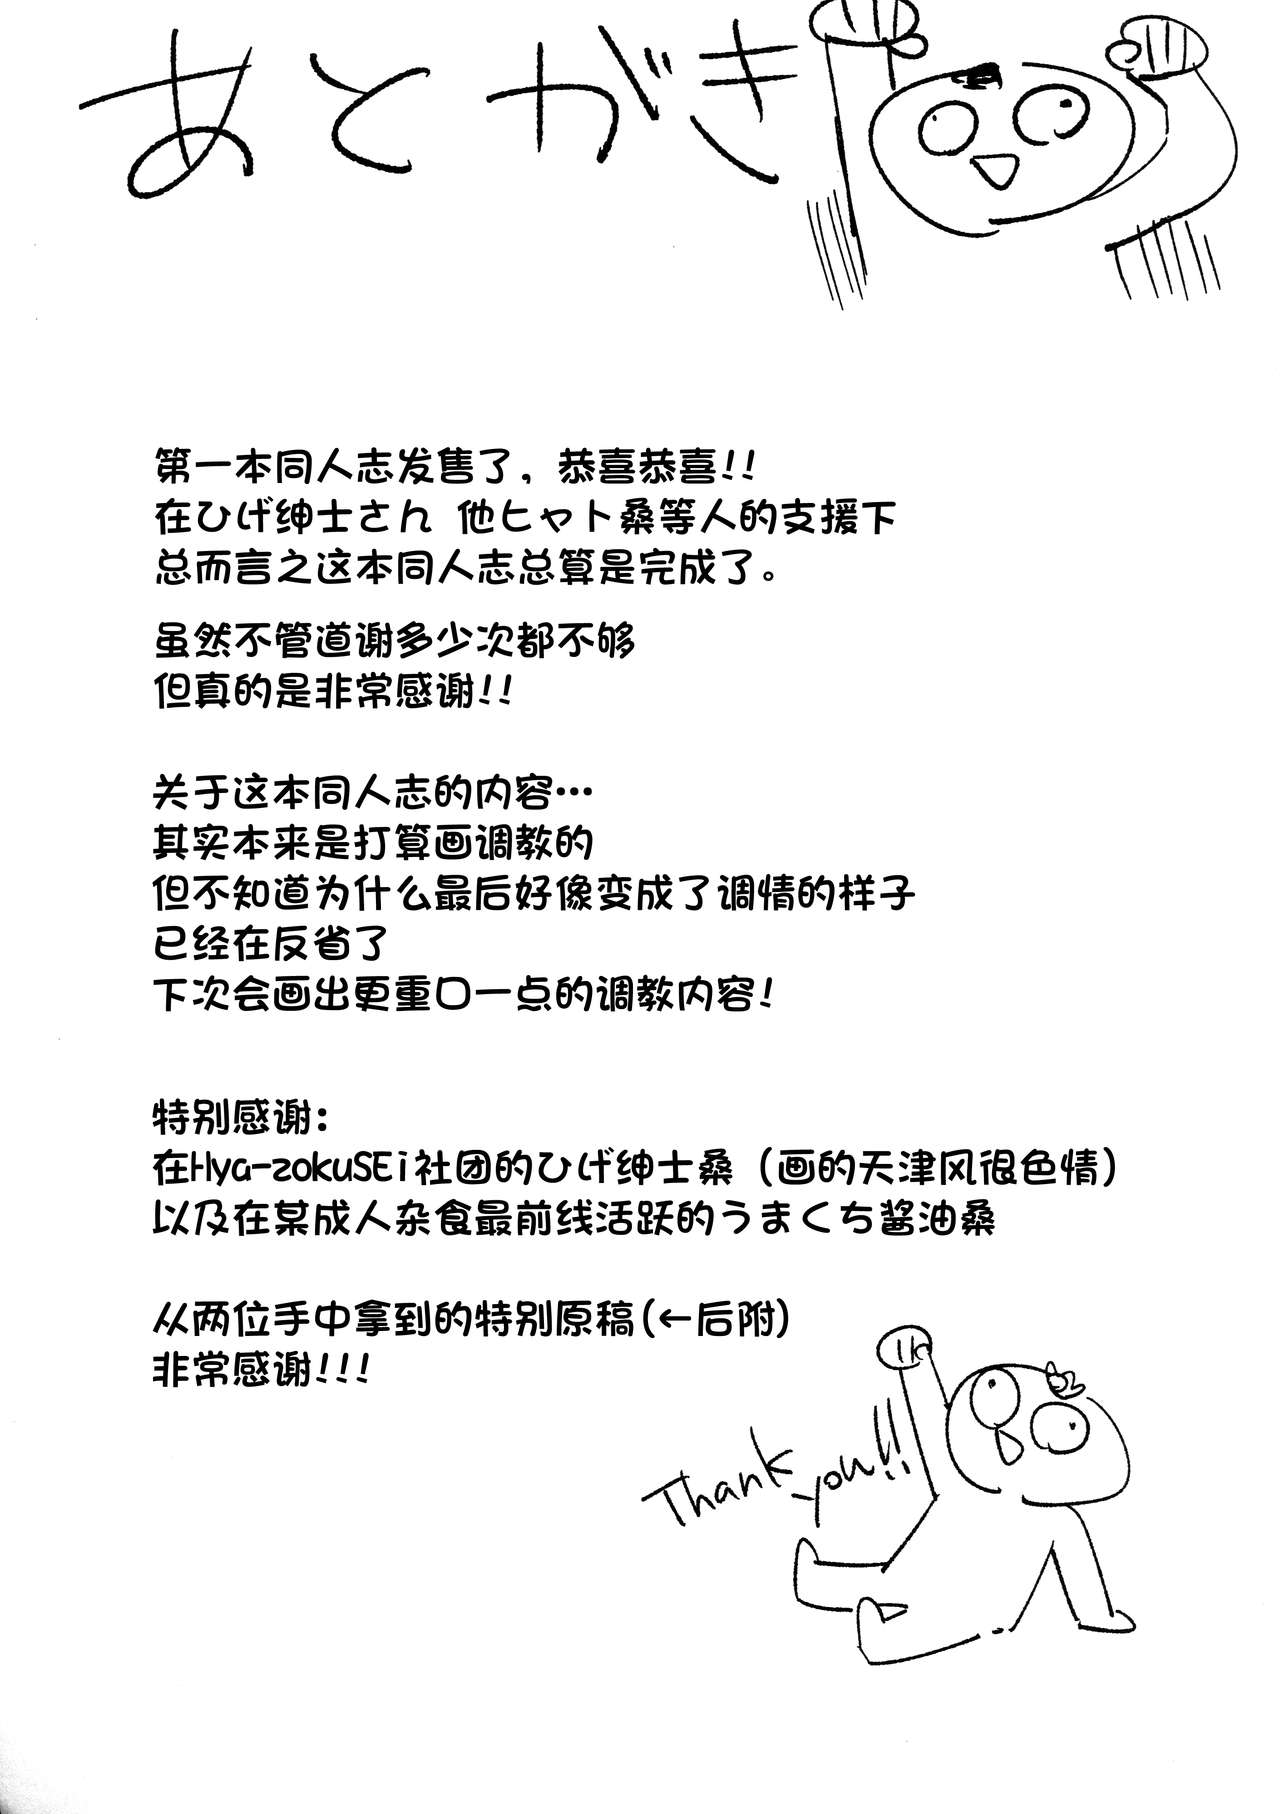 あとがき
第一本同人志发售了，恭喜恭喜!!
在ひげ绅士さん 他ヒャト桑等人的支援下
总而言之这本同人志总算是完成了。
虽然不管道谢多少次都不够
但真的是非常感谢!!
关于这本同人志的内容…
其实本来是打算画调教的
但不知道为什么最后好像变成了调情的样子
已经在反省了
下次会画出更重口一点的调教内容!
特别感谢:
在Hya-zokuSEi社团的ひげ绅士桑（画的天津风很色情）
以及在某成人杂食最前线活跃的うまくち酱油桑
从两位手中拿到的特别原稿(←后附)
非常感谢!!!
Thank you!!